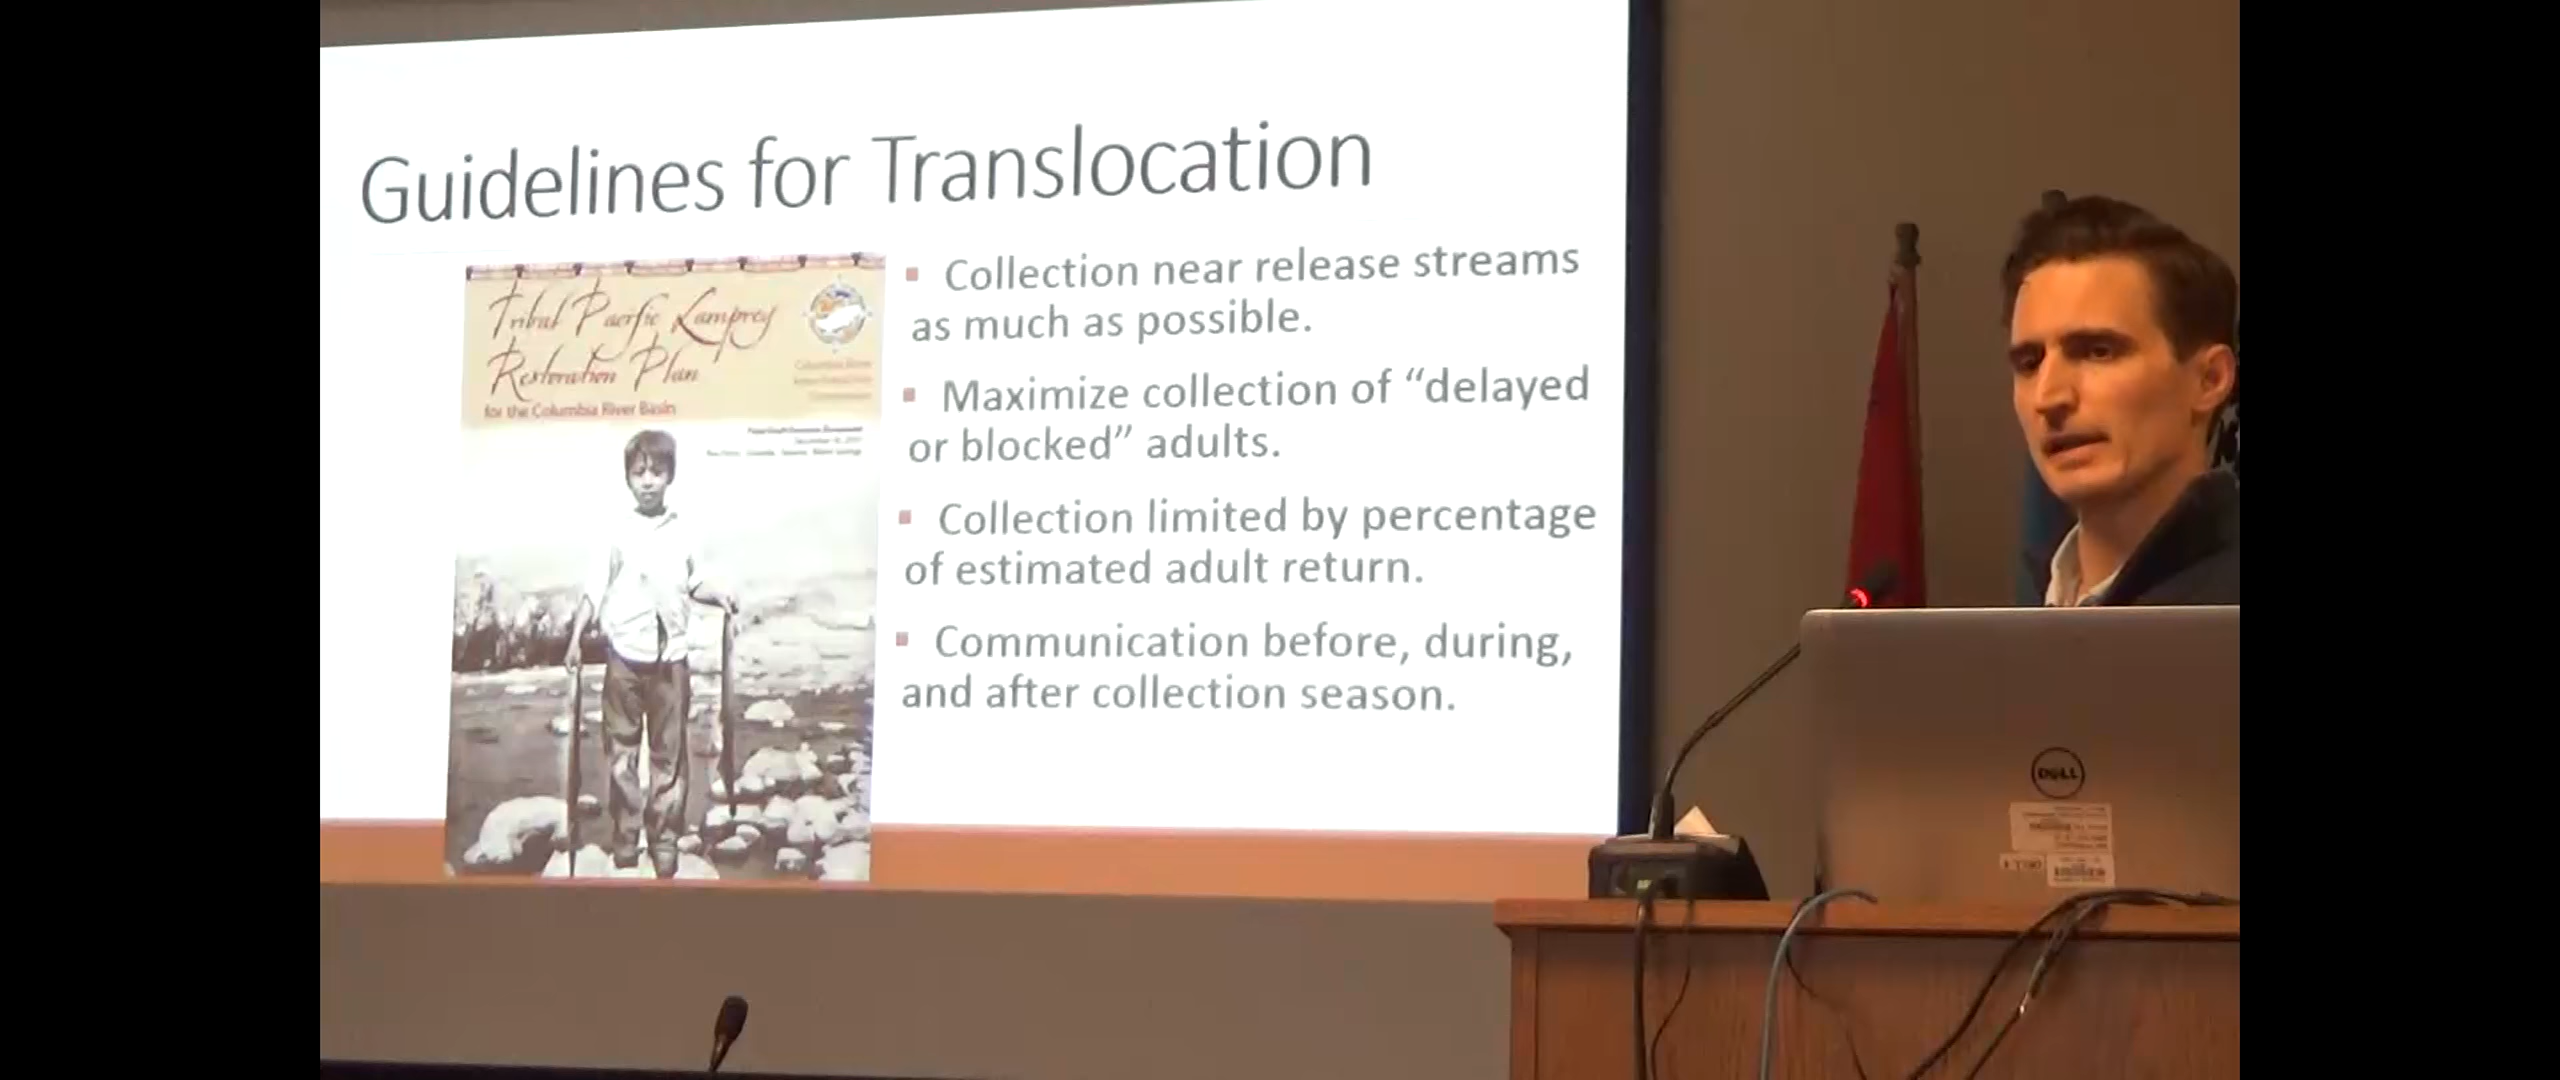 Guidelines for Translocation
Tribal Pacific Lamprey
Restoration Plan
for the Columbia River Basin
Columbia River
▪ Collection near release streams
as much as possible.
▪ Maximize collection of “delayed
or blocked” adults.
▪ Collection limited by percentage
of estimated adult return.
▪ Communication before, during,
and after collection season.
DELL